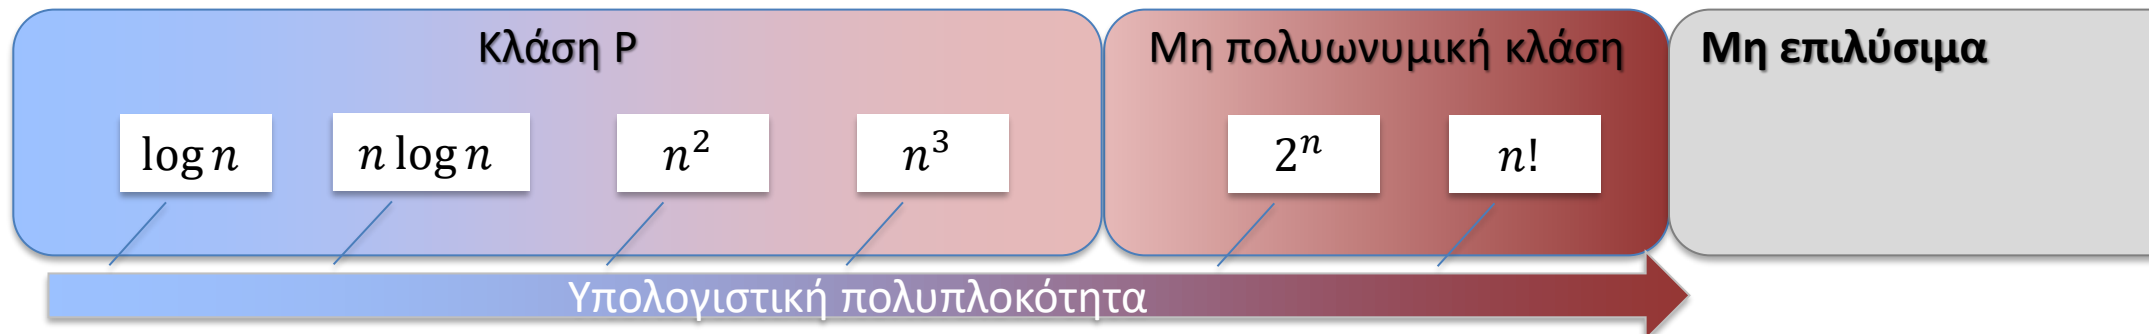 Κλάση P
Μη πολυωνυμική κλάση
Μη επιλύσιμα
log n
n log n
n²
n³
2ⁿ
n!
Υπολογιστική πολυπλοκότητα